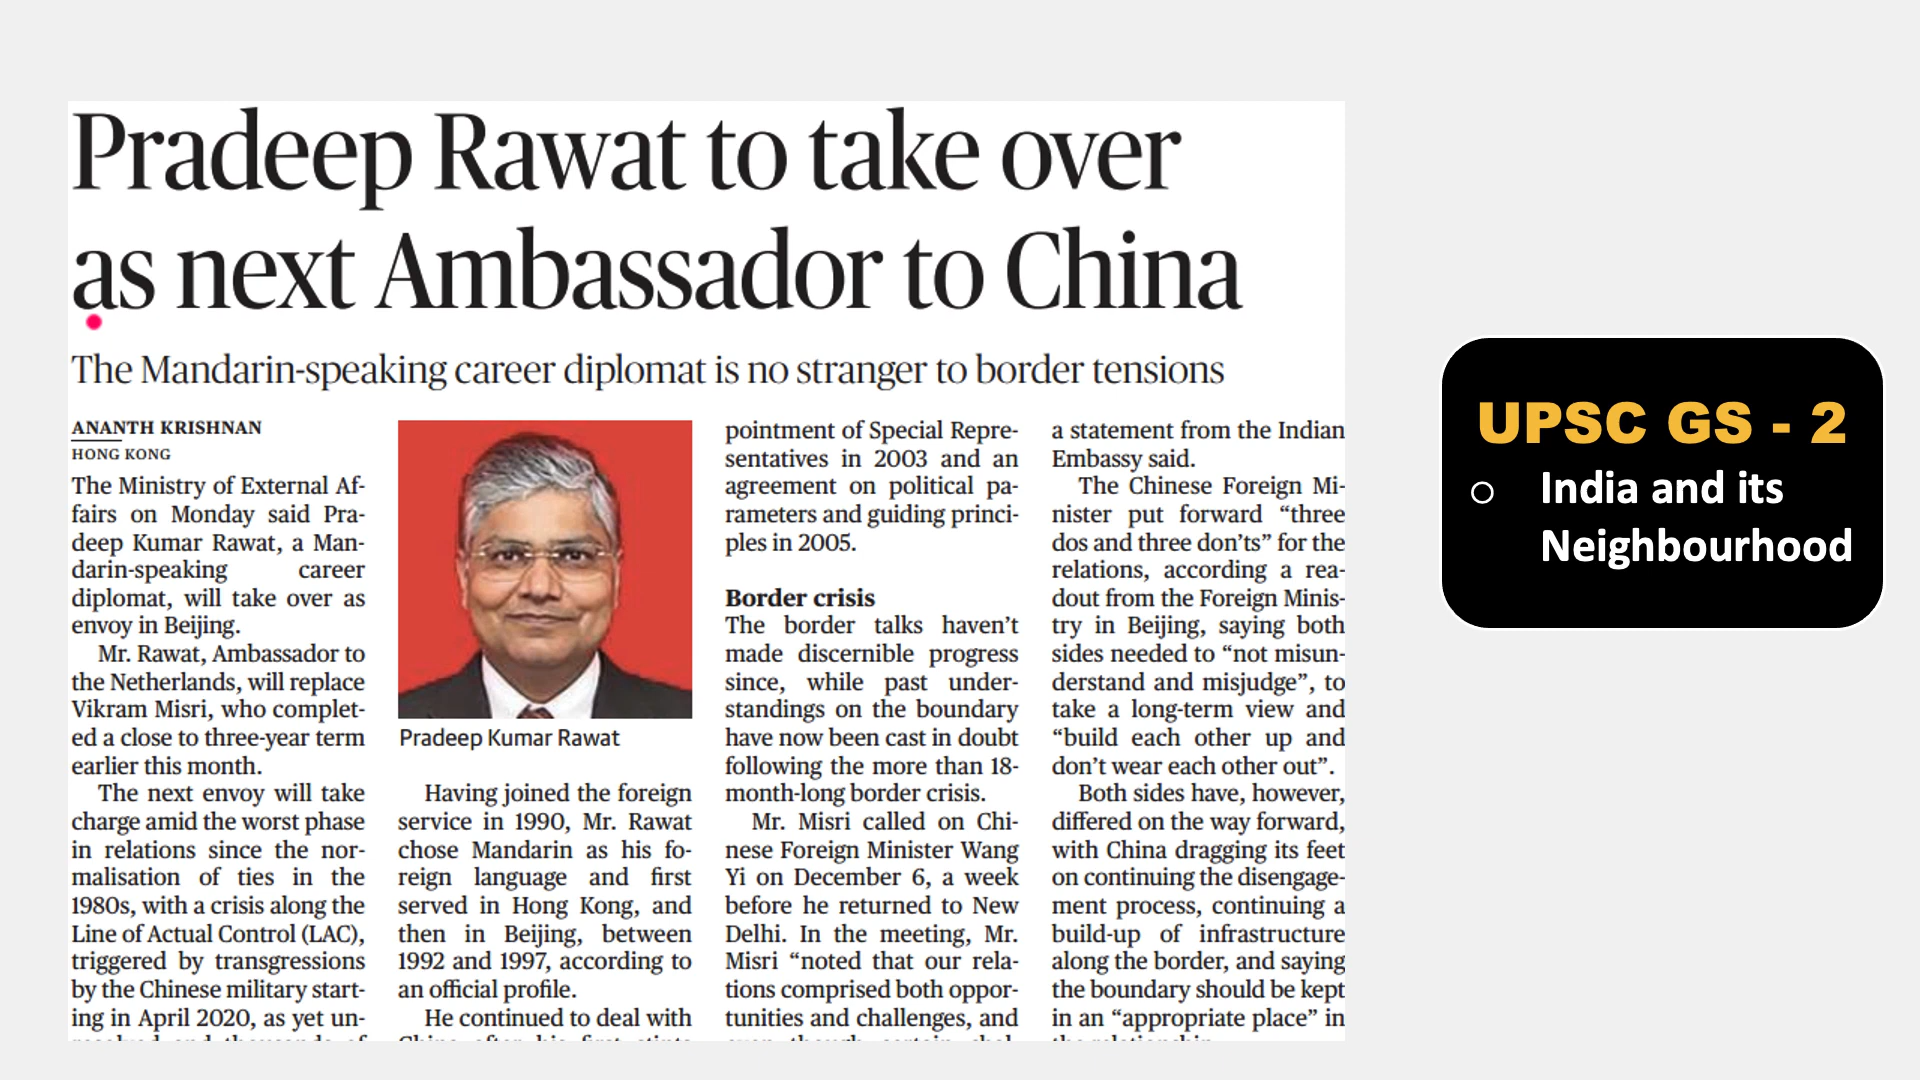 Pradeep Rawat to take over
as next Ambassador to China
The Mandarin-speaking career diplomat is no stranger to border tensions
ANANTH KRISHNAN
HONG KONG
The Ministry of External Af-
fairs on Monday said Pra-
deep Kumar Rawat, a Man-
darin-speaking career
diplomat, will take over as
envoy in Beijing.
Mr. Rawat, Ambassador to
the Netherlands, will replace
Vikram Misri, who complet-
ed a close to three-year term
earlier this month.
The next envoy will take
charge amid the worst phase
in relations since the nor-
malisation of ties in the
1980s, with a crisis along the
Line of Actual Control (LAC),
triggered by transgressions
by the Chinese military start-
ing in April 2020, as yet un-
Pradeep Kumar Rawat
Having joined the foreign
service in 1990, Mr. Rawat
chose Mandarin as his fo-
reign language and first
served in Hong Kong, and
then in Beijing, between
1992 and 1997, according to
an official profile.
He continued to deal with
pointment of Special Repre-
sentatives in 2003 and an
agreement on political pa-
rameters and guiding princi-
ples in 2005.
Border crisis
The border talks haven't
made discernible progress
since, while past under-
standings on the boundary
have now been cast in doubt
following the more than 18-
month-long border crisis.
Mr. Misri called on Chi-
nese Foreign Minister Wang
Yi on December 6, a week
before he returned to New
Delhi. In the meeting, Mr.
Misri “noted that our rela-
tions comprised both oppor-
tunities and challenges, and
a statement from the Indian
Embassy said.
The Chinese Foreign Mi-
nister put forward “three
dos and three don'ts” for the
relations, according a rea-
dout from the Foreign Minis-
try in Beijing, saying both
sides needed to “not misun-
derstand and misjudge”, to
take a long-term view and
“build each other up and
don't wear each other out”.
Both sides have, however,
differed on the way forward,
with China dragging its feet
on continuing the disengage-
ment process, continuing a
build-up of infrastructure
along the border, and saying
the boundary should be kept
in an “appropriate place” in
UPSC GS - 2
India and its
Neighbourhood